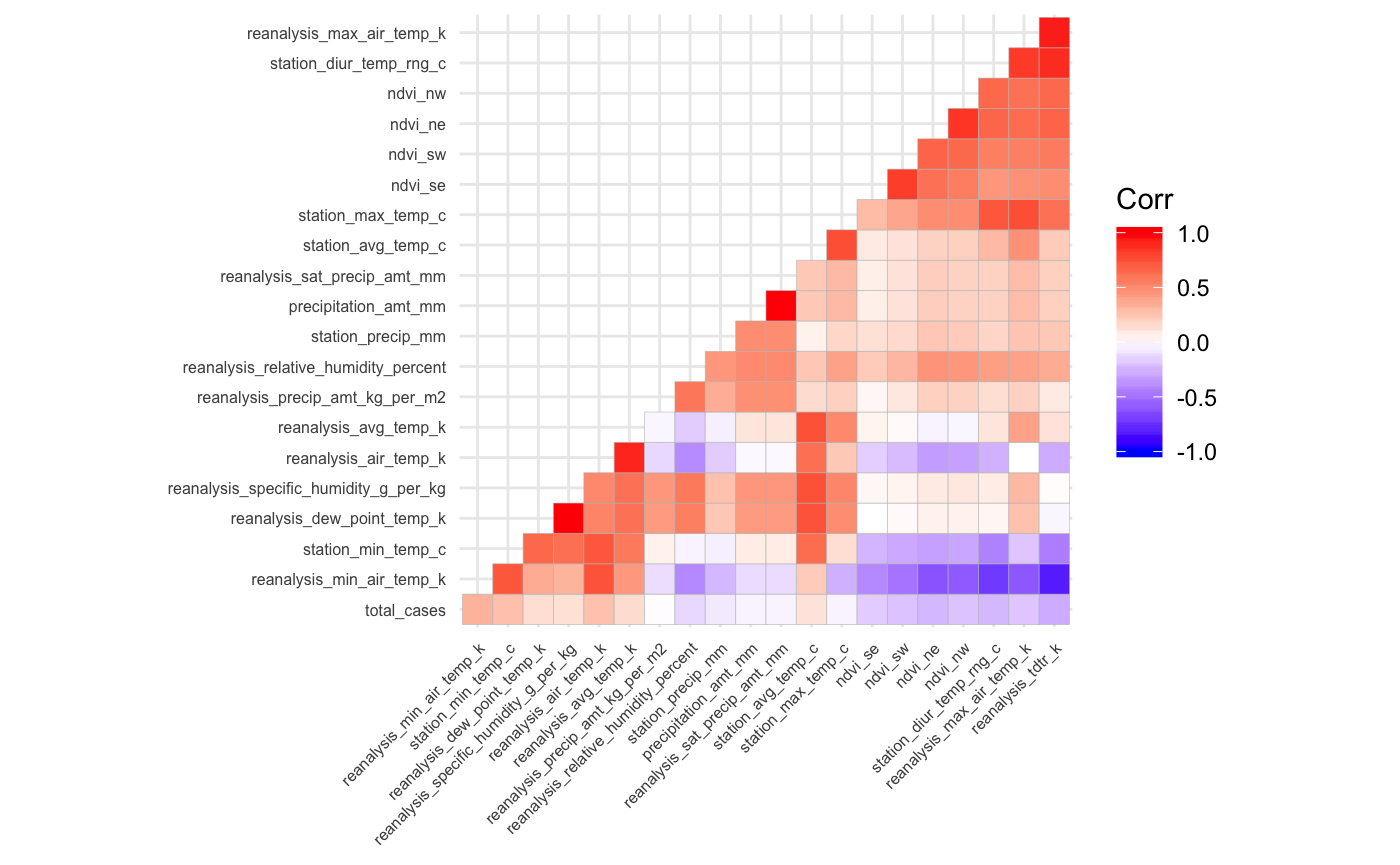 reanalysis_max_air_temp_k
station_diur_temp_rng_c
ndvi_nw
ndvi_ne
ndvi_sw
ndvi_se
station_max_temp_c
station_avg_temp_c
reanalysis_sat_precip_amt_mm
precipitation_amt_mm
station_precip_mm
reanalysis_relative_humidity_percent
reanalysis_precip_amt_kg_per_m2
reanalysis_avg_temp_k
reanalysis_air_temp_k
reanalysis_specific_humidity_g_per_kg
reanalysis_dew_point_temp_k
station_min_temp_c
reanalysis_min_air_temp_k
total_cases
reanalysis_min_air_temp_k
station_min_temp_c
reanalysis_dew_point_temp_k
reanalysis_specific_humidity_g_per_kg
reanalysis_air_temp_k
reanalysis_avg_temp_k
reanalysis_precip_amt_kg_per_m2
reanalysis_relative_humidity_percent
station_precip_mm
precipitation_amt_mm
reanalysis_sat_precip_amt_mm
station_avg_temp_c
station_max_temp_c
ndvi_se
ndvi_sw
ndvi_ne
ndvi_nw
station_diur_temp_rng_c
reanalysis_max_air_temp_k
reanalysis_tdtr_k
Corr
1.0
0.5
0.0
-0.5
-1.0